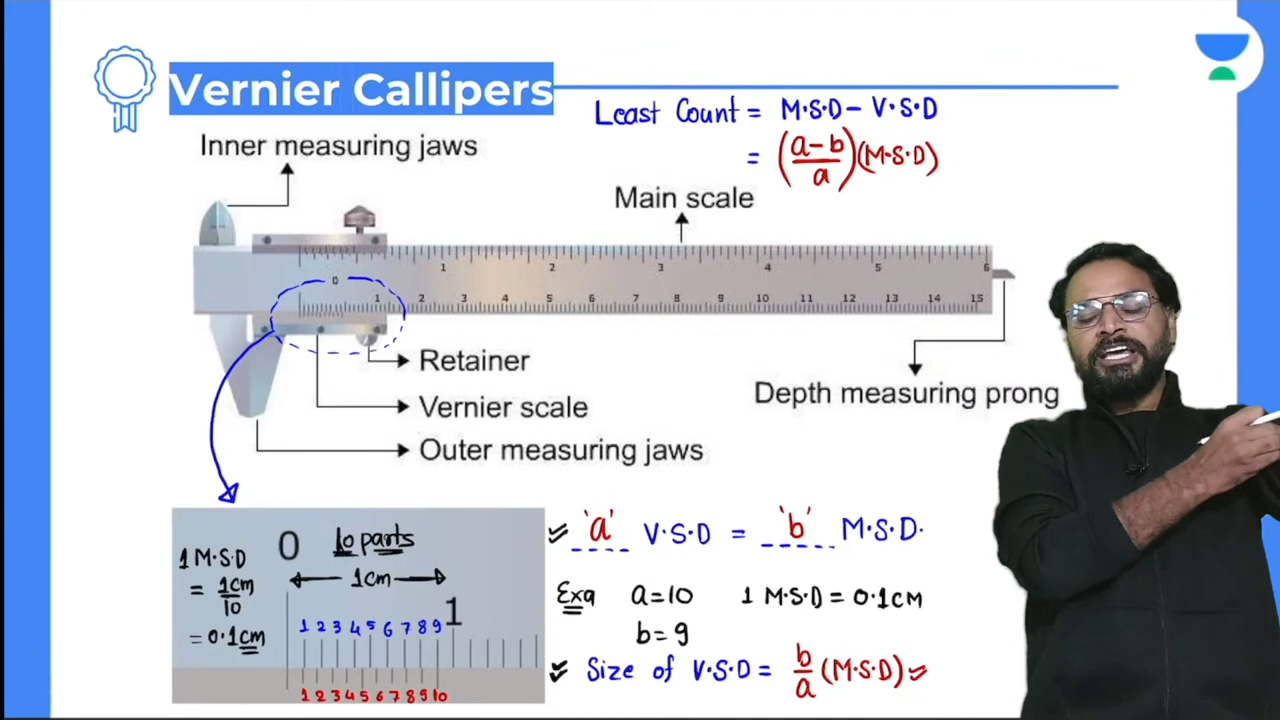 Vernier Callipers
Least Count = M.S.D - V.S.D
= (a-b/a)(M.S.D)
Inner measuring jaws
Main scale
0 1 2 3 4 5 6
1 2 3 4 5 6 7 8 9 10 11 12 13 14 15
Retainer
Vernier scale
Outer measuring jaws
Depth measuring prong
1 M.S.D
= 1cm/10
= 0.1cm
0 10 parts
1cm
1
1 2 3 4 5 6 7 8 9
1 2 3 4 5 6 7 8 9 10
'a' V.S.D = 'b' M.S.D.
Exa a=10 1 M.S.D = 0.1CM
b=9
Size of V.S.D = b/a (M.S.D)